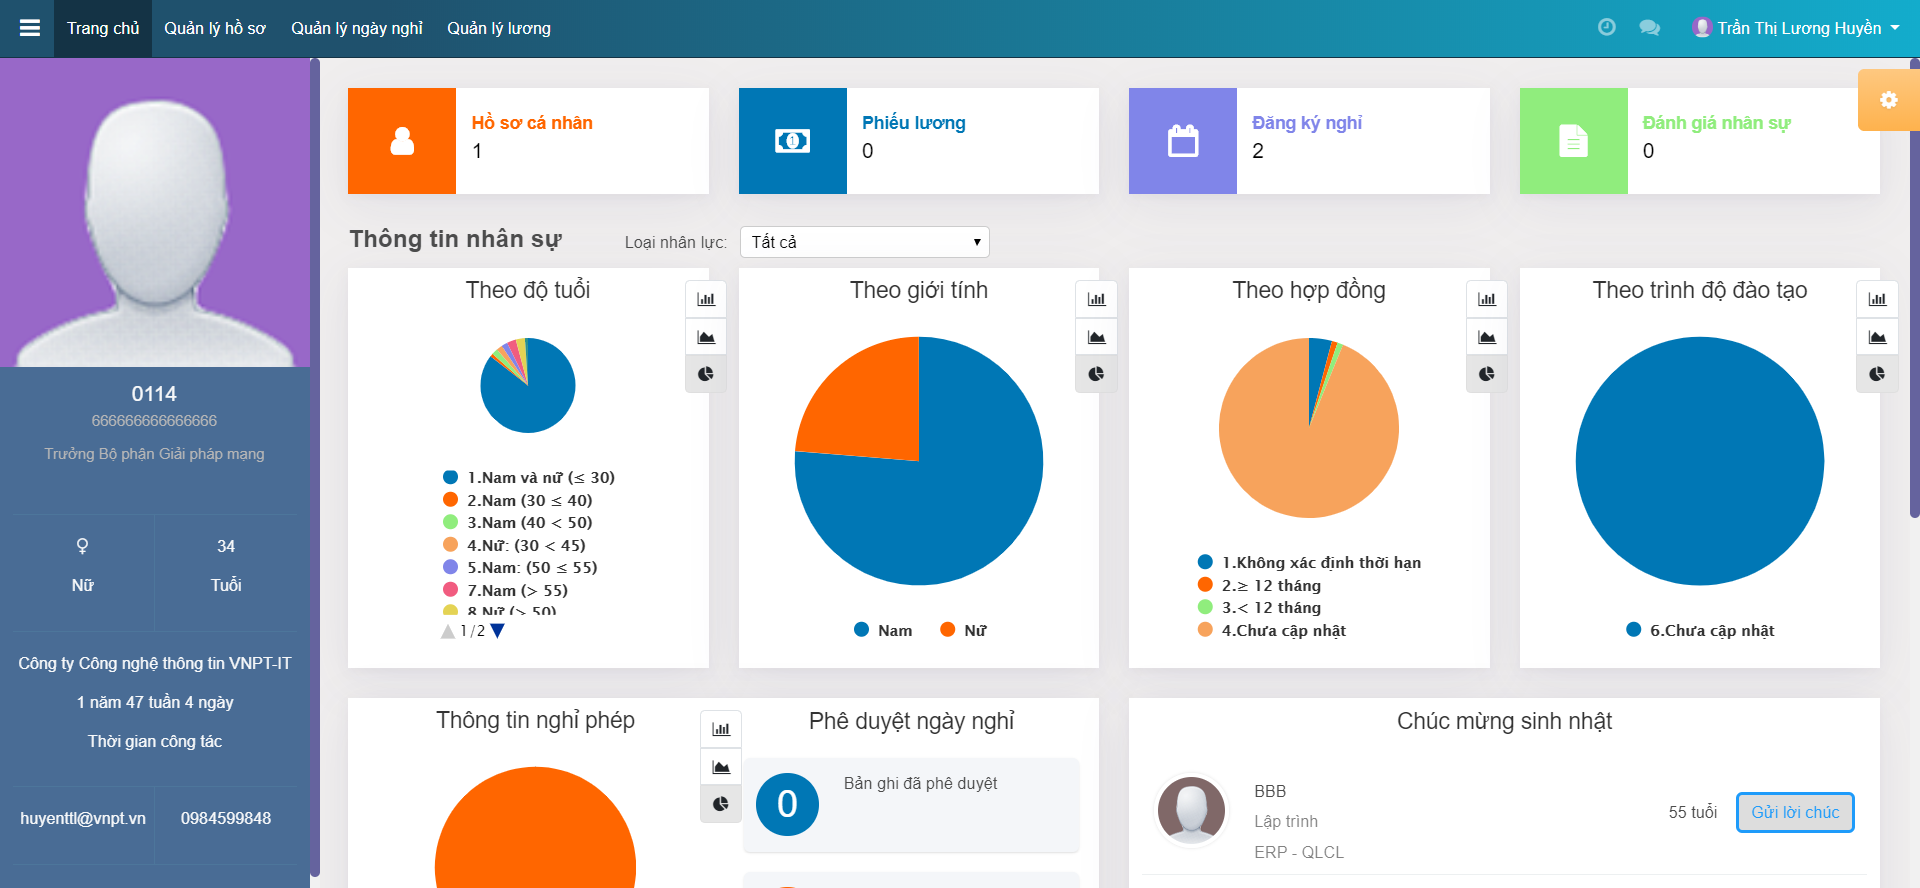 Trang chủ
Quản lý hồ sơ
Quản lý ngày nghỉ
Quản lý lương
Trần Thị Lương Huyền
0114
666666666666666
Trưởng Bộ phận Giải pháp mạng
34
Nữ
Tuổi
Công ty Công nghệ thông tin VNPT-IT
1 năm 47 tuần 4 ngày
Thời gian công tác
huyenttl@vnpt.vn
0984599848
Hồ sơ cá nhân
1
Phiếu lương
0
Đăng ký nghỉ
2
Đánh giá nhân sự
0
Thông tin nhân sự
Loại nhân lực:
Tất cả
Theo độ tuổi
1.Nam và nữ (≤ 30)
2.Nam (30 ≤ 40)
3.Nam (40 < 50)
4.Nữ: (30 < 45)
5.Nam: (50 ≤ 55)
7.Nam (> 55)
8.Nữ (> 50)
1/2
Theo giới tính
Nam
Nữ
Theo hợp đồng
1.Không xác định thời hạn
2.≥ 12 tháng
3.< 12 tháng
4.Chưa cập nhật
Theo trình độ đào tạo
6.Chưa cập nhật
Thông tin nghỉ phép
Phê duyệt ngày nghỉ
0
Bản ghi đã phê duyệt
Chúc mừng sinh nhật
BBB
Lập trình
ERP - QLCL
55 tuổi
Gửi lời chúc